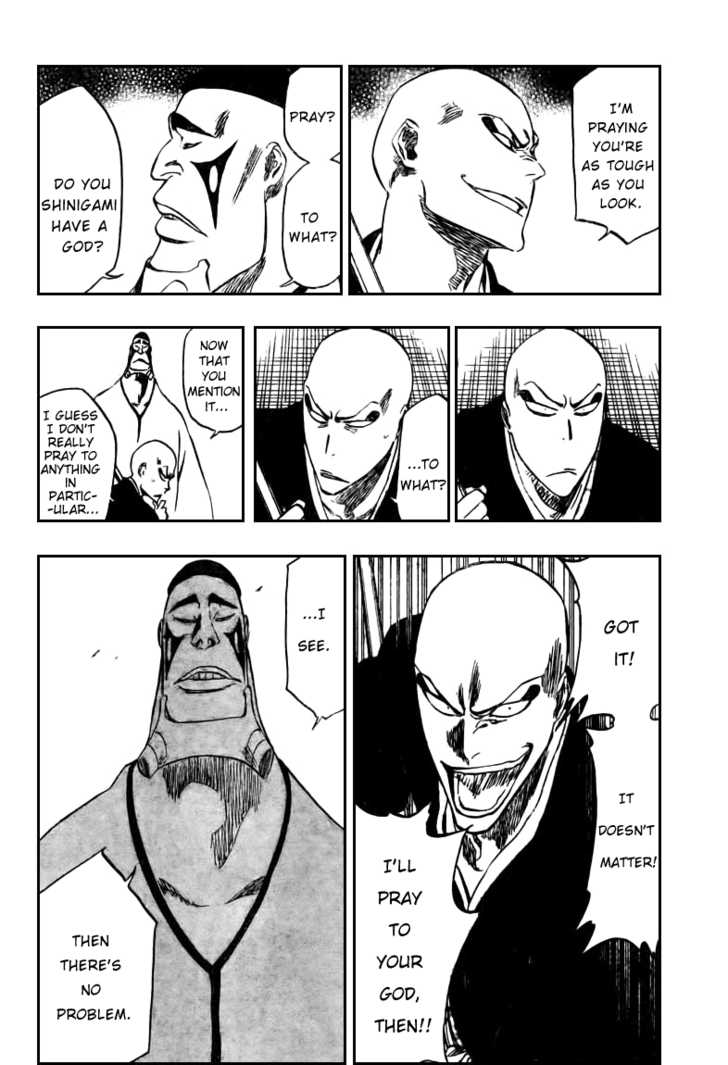 I'M
PRAYING
YOU'RE
AS TOUGH
AS YOU
LOOK.
PRAY?
TO
WHAT?
DO YOU
SHINIGAMI
HAVE A
GOD?
...TO
WHAT?
NOW
THAT
YOU
MENTION
IT...
I GUESS
I DON'T
REALLY
PRAY TO
ANYTHING
IN
PARTIC-
-ULAR...
GOT
IT!
IT
DOESN'T
MATTER!
I'LL
PRAY
TO
YOUR
GOD,
THEN!!
...I
SEE.
THEN
THERE'S
NO
PROBLEM.